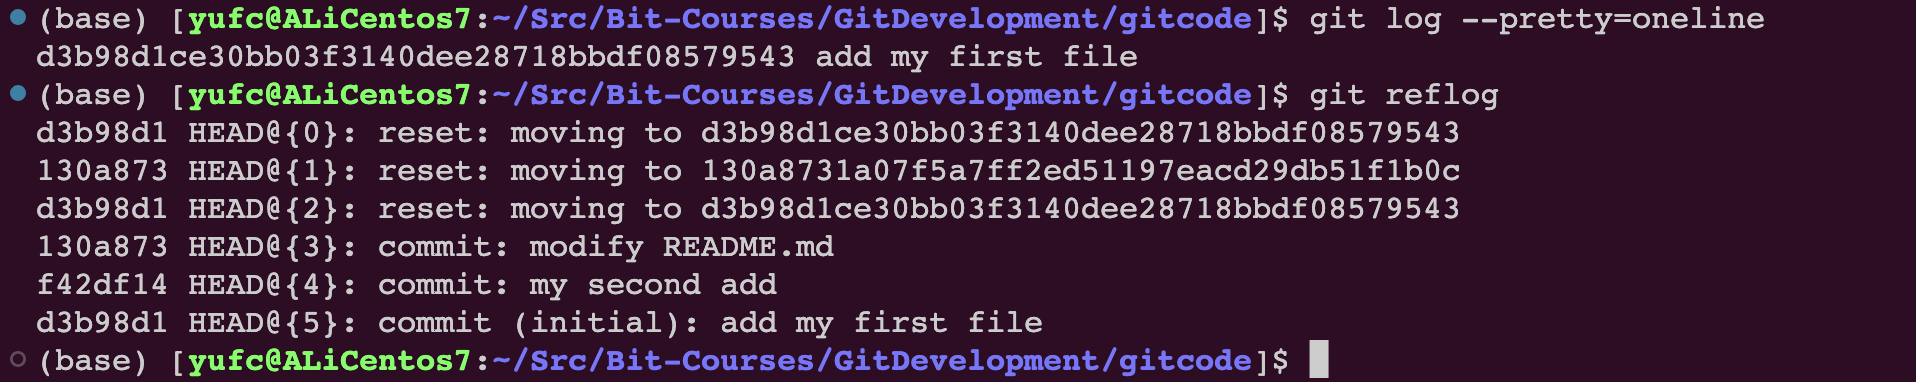 (base) [yufc@ALiCentos7:~/Src/Bit-Courses/GitDevelopment/gitcode]$ git log --pretty=oneline
d3b98d1ce30bb03f3140dee28718bbdf08579543 add my first file
(base) [yufc@ALiCentos7:~/Src/Bit-Courses/GitDevelopment/gitcode]$ git reflog
d3b98d1 HEAD@{0}: reset: moving to d3b98d1ce30bb03f3140dee28718bbdf08579543
130a873 HEAD@{1}: reset: moving to 130a8731a07f5a7ff2ed51197eacd29db51f1b0c
d3b98d1 HEAD@{2}: reset: moving to d3b98d1ce30bb03f3140dee28718bbdf08579543
130a873 HEAD@{3}: commit: modify README.md
f42df14 HEAD@{4}: commit: my second add
d3b98d1 HEAD@{5}: commit (initial): add my first file
(base) [yufc@ALiCentos7:~/Src/Bit-Courses/GitDevelopment/gitcode]$